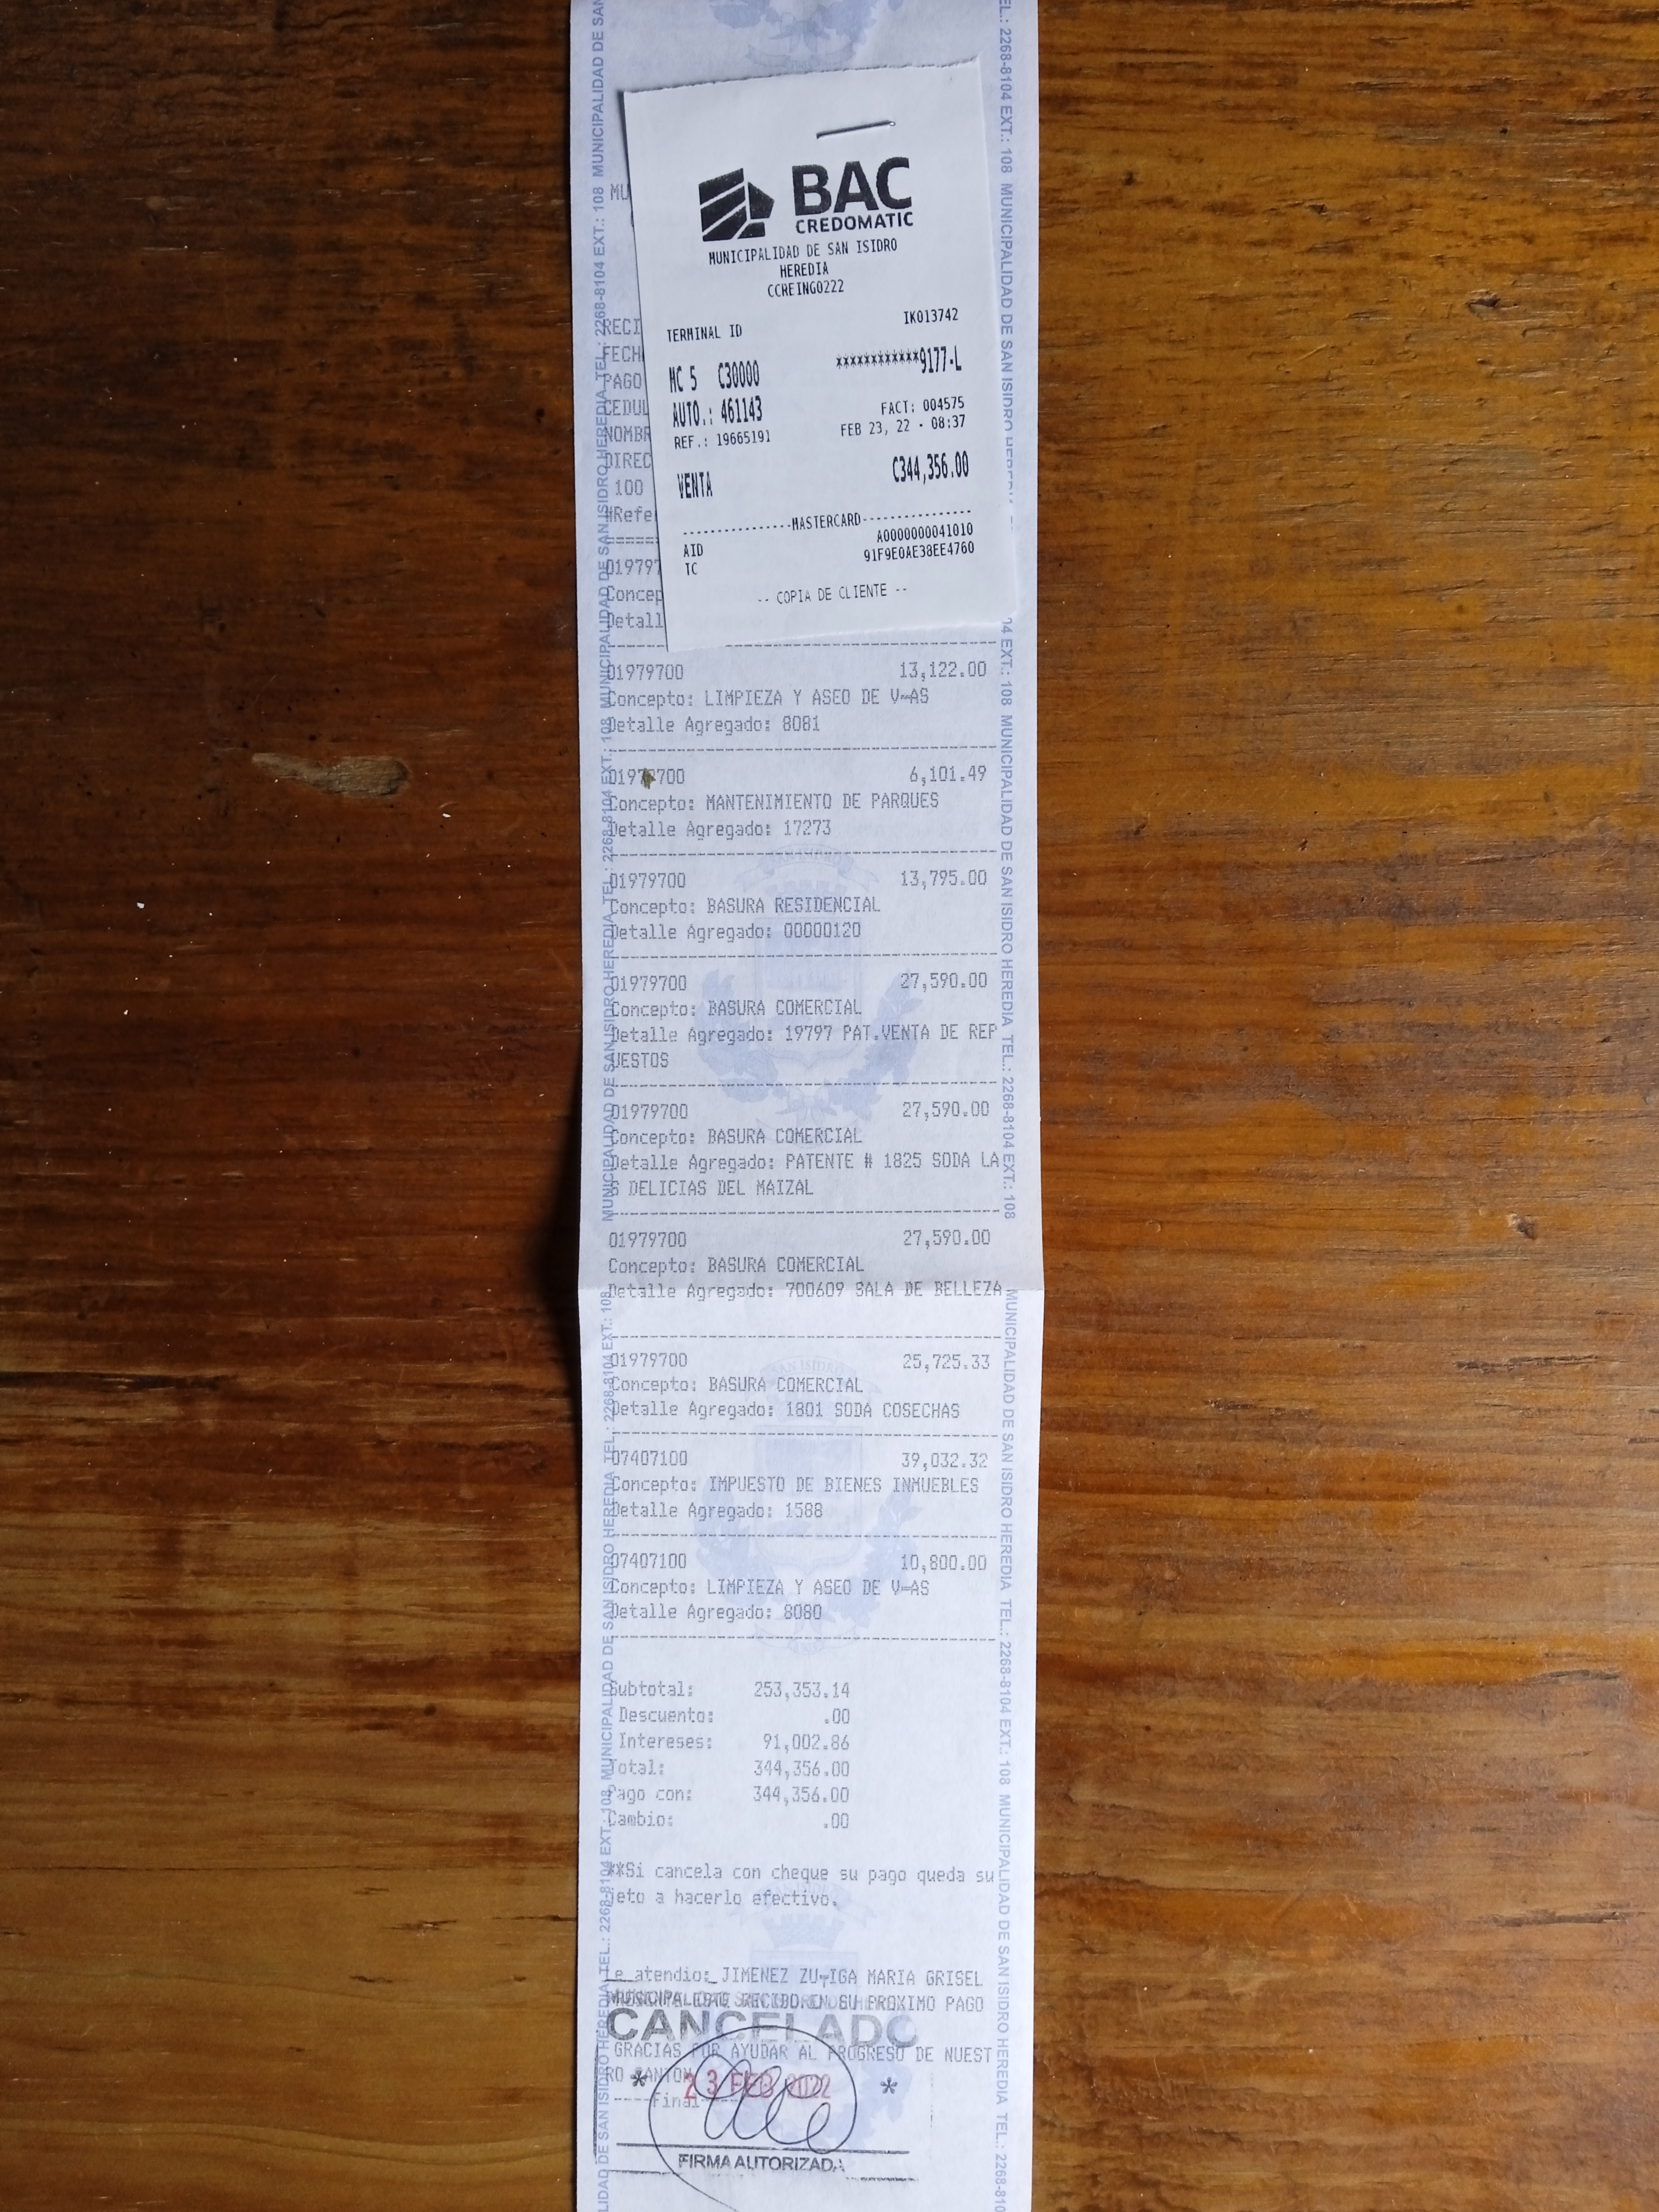 BAC
CREDOMATIC
MUNICIPALIDAD DE SAN ISIDRO
HEREDIA
CCREING0222
TERMINAL ID IK013742
MC 5 C30000 ************9177-L
AUTO.: 461143 FACT: 004575
REF.: 19665191 FEB 23, 22 - 08:37
VENTA C344,356.00
---------------MASTERCARD---------------
AID A0000000041010
TC 91F9E0AE38EE4760
-- COPIA DE CLIENTE --
MU
RECI
FECH
PAGO
CEDUL
NOMBR
DIREC
100
#Refe
=====
019797
Concep
Detall
01979700 13,122.00
Concepto: LIMPIEZA Y ASEO DE V¬AS
Detalle Agregado: 8081
01979700 6,101.49
Concepto: MANTENIMIENTO DE PARQUES
Detalle Agregado: 17273
01979700 13,795.00
Concepto: BASURA RESIDENCIAL
Detalle Agregado: 00000120
01979700 27,590.00
Concepto: BASURA COMERCIAL
Detalle Agregado: 19797 PAT.VENTA DE REP
UESTOS
01979700 27,590.00
Concepto: BASURA COMERCIAL
Detalle Agregado: PATENTE # 1825 SODA LA
S DELICIAS DEL MAIZAL
01979700 27,590.00
Concepto: BASURA COMERCIAL
Detalle Agregado: 700609 SALA DE BELLEZA
01979700 25,725.33
Concepto: BASURA COMERCIAL
Detalle Agregado: 1801 SODA COSECHAS
07407100 39,032.32
Concepto: IMPUESTO DE BIENES INMUEBLES
Detalle Agregado: 1588
07407100 10,800.00
Concepto: LIMPIEZA Y ASEO DE V¬AS
Detalle Agregado: 8080
Subtotal: 253,353.14
Descuento: .00
Intereses: 91,002.86
Total: 344,356.00
Pago con: 344,356.00
Cambio: .00
**Si cancela con cheque su pago queda su
jeto a hacerlo efectivo.
Le atendio: JIMENEZ ZU¬IGA MARIA GRISEL
ESTE RECIBO EN SU PROXIMO PAGO
CANCELADO
GRACIAS POR AYUDAR AL PROGRESO DE NUEST
RO CANTON
* 23 FEB 2022 *
----Final----
FIRMA AUTORIZADA
MUNICIPALIDAD DE SAN ISIDRO HEREDIA TEL.: 2268-8104 EXT.: 108